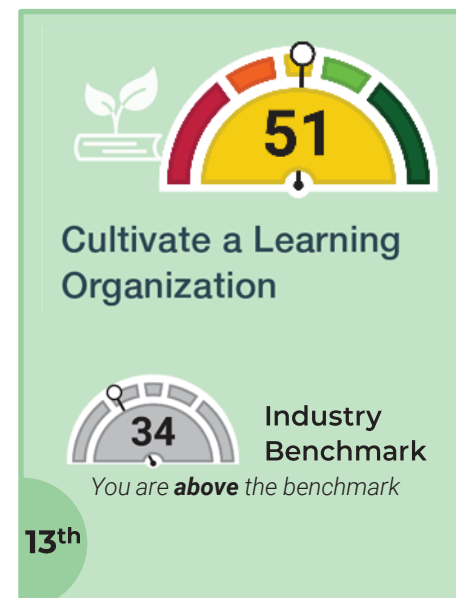 51
Cultivate a Learning
Organization
34
Industry
Benchmark
You are above the benchmark
13th